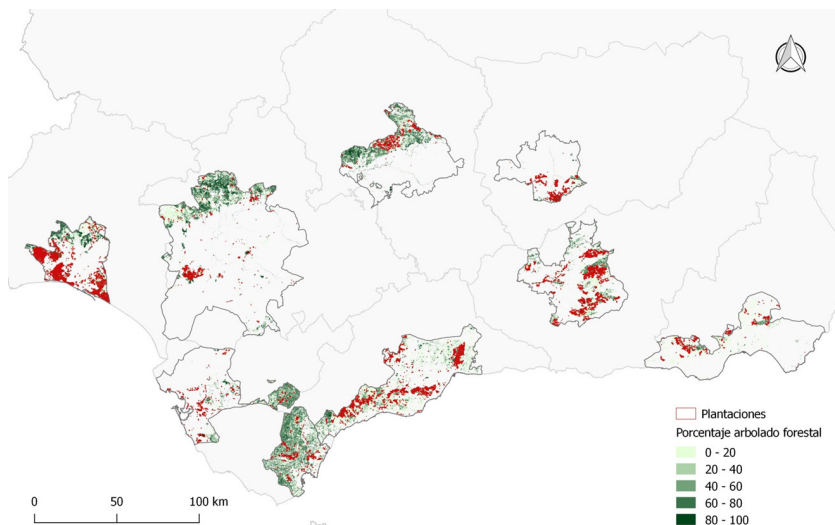 Plantaciones
Porcentaje arbolado forestal
0 - 20
20 - 40
40 - 60
60 - 80
80 - 100
0 50 100 km